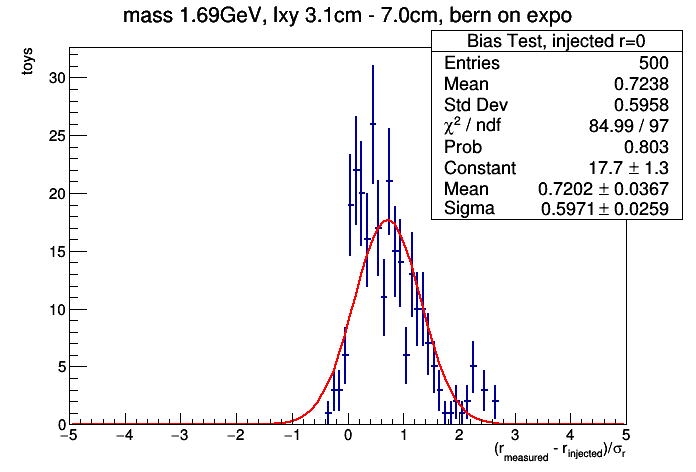 mass 1.69GeV, lxy 3.1cm - 7.0cm, bern on expo
Bias Test, injected r=0
Entries 500
Mean 0.7238
Std Dev 0.5958
χ² / ndf 84.99 / 97
Prob 0.803
Constant 17.7 ± 1.3
Mean 0.7202 ± 0.0367
Sigma 0.5971 ± 0.0259
toys
30
25
20
15
10
5
0
−5 −4 −3 −2 −1 0 1 2 3 4 5
(r_measured - r_injected)/σ_r